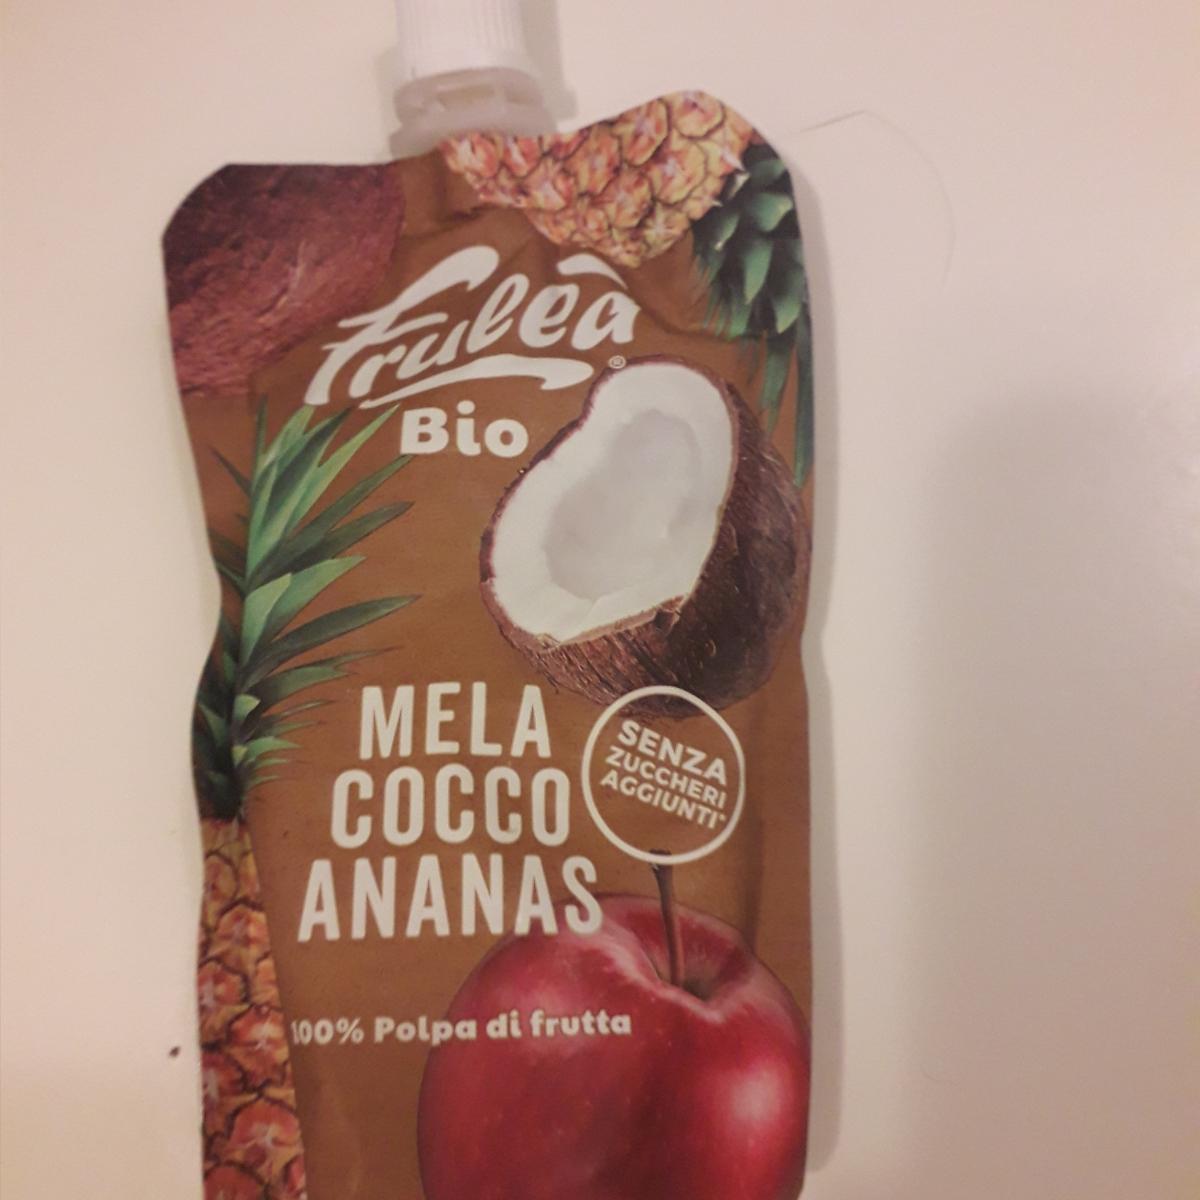 Frulèa
®
Bio
MELA
COCCO
ANANAS
SENZA
ZUCCHERI
AGGIUNTI*
100% Polpa di frutta